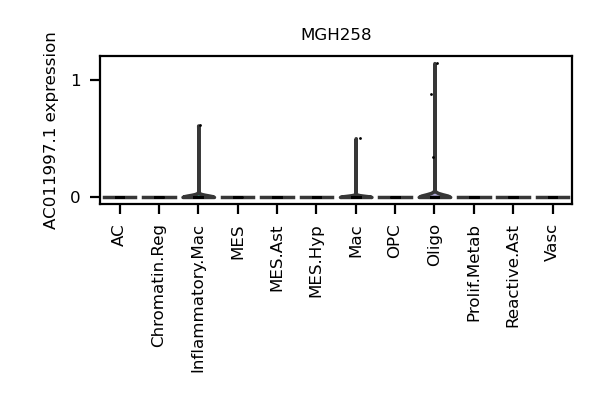 MGH258
AC011997.1 expression
1
0
AC
Chromatin.Reg
Inflammatory.Mac
MES
MES.Ast
MES.Hyp
Mac
OPC
Oligo
Prolif.Metab
Reactive.Ast
Vasc